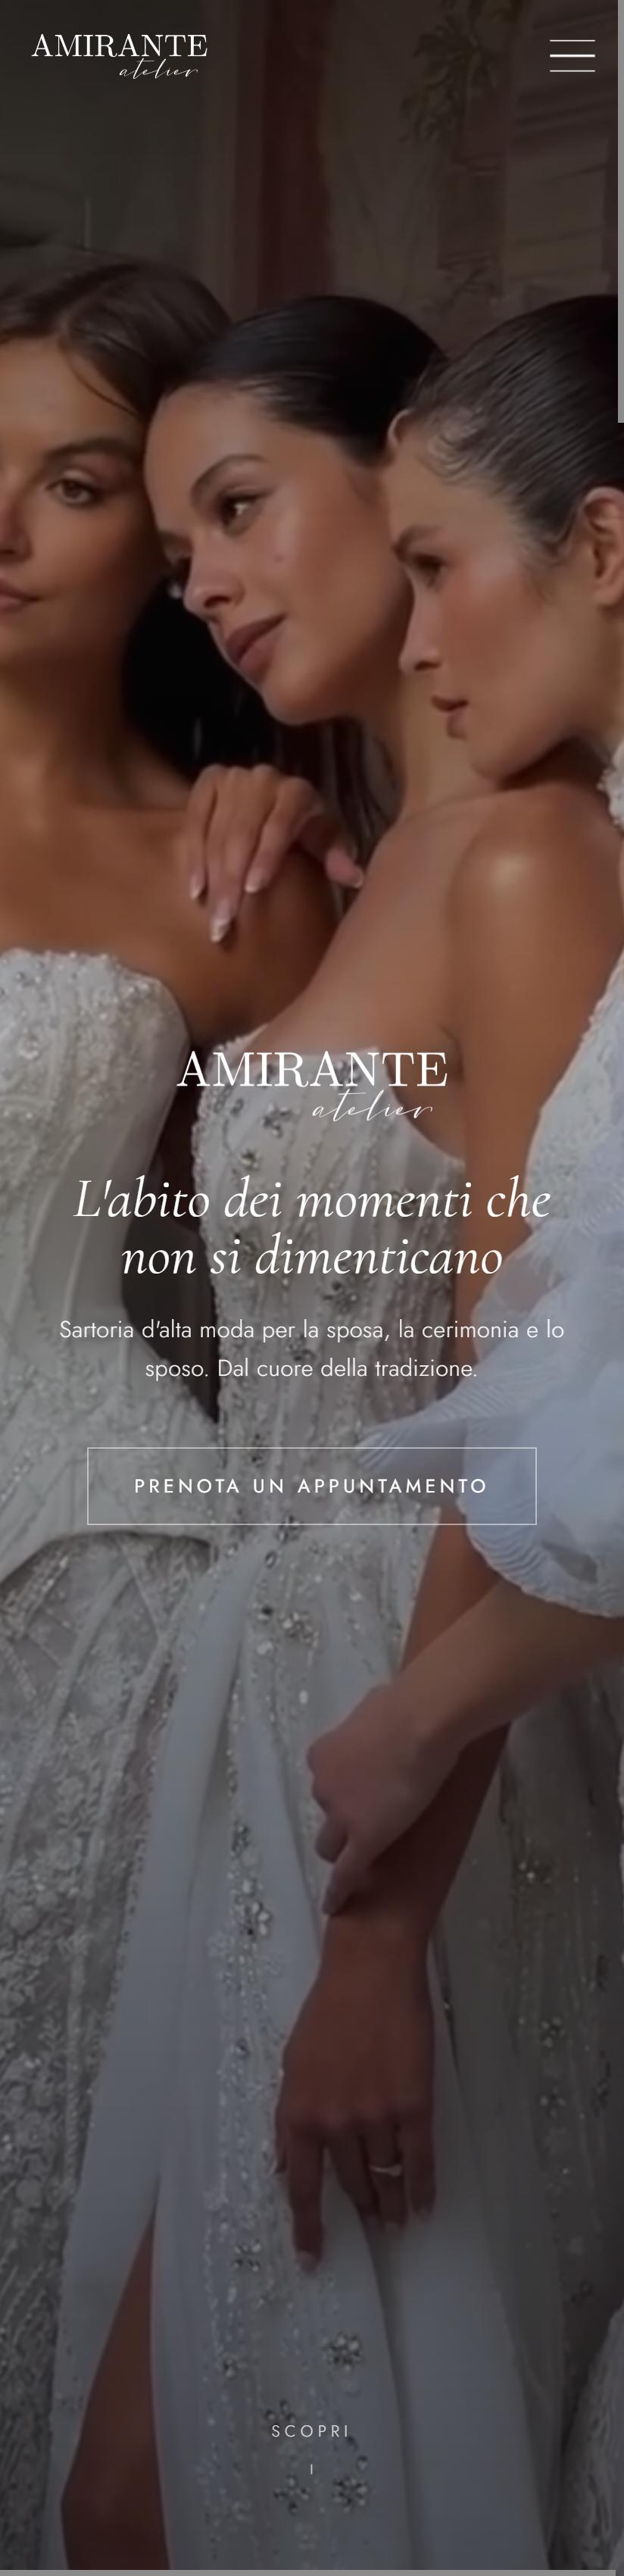 AMIRANTE
atelier
AMIRANTE
atelier
L'abito dei momenti che
non si dimenticano
Sartoria d'alta moda per la sposa, la cerimonia e lo
sposo. Dal cuore della tradizione.
PRENOTA UN APPUNTAMENTO
SCOPRI